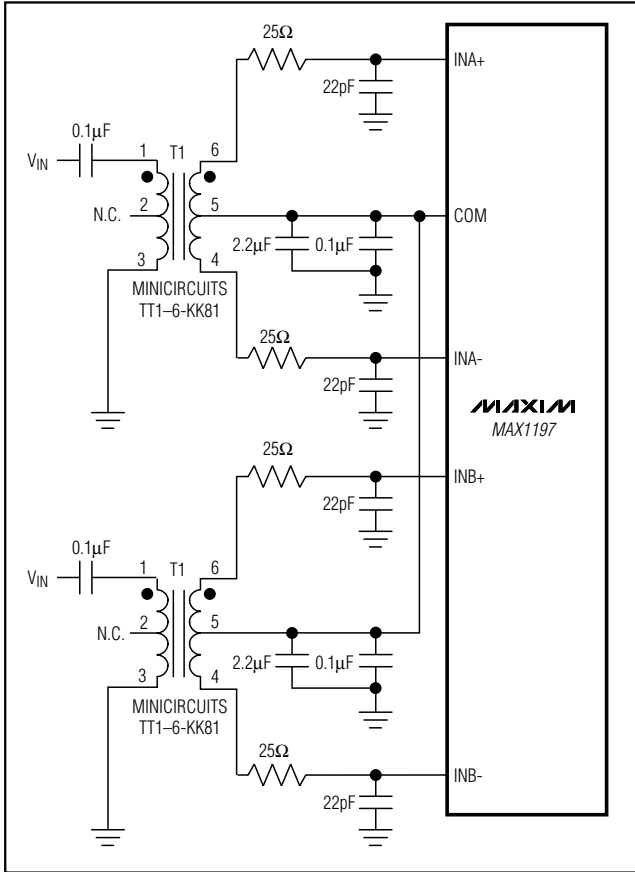 25Ω
INA+
22pF
0.1µF
VIN
1
T1
6
N.C.
2
5
COM
2.2µF
0.1µF
3
4
MINICIRCUITS
TT1–6-KK81
25Ω
INA-
22pF
MAXIM
MAX1197
25Ω
INB+
22pF
0.1µF
VIN
1
T1
6
N.C.
2
5
2.2µF
0.1µF
3
4
MINICIRCUITS
TT1–6-KK81
25Ω
INB-
22pF